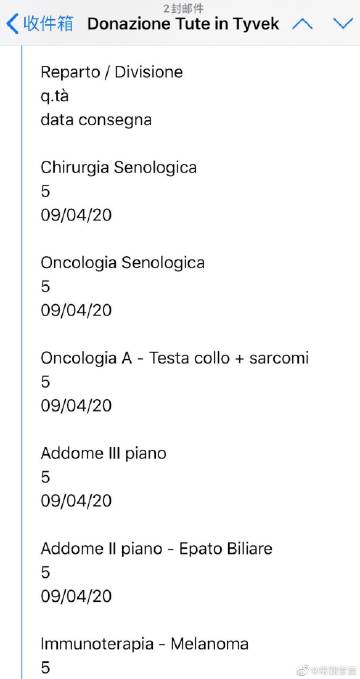 2封邮件
收件箱
Donazione Tute in Tyvek
Reparto / Divisione
q.tà
data consegna
Chirurgia Senologica
5
09/04/20
Oncologia Senologica
5
09/04/20
Oncologia A - Testa collo + sarcomi
5
09/04/20
Addome III piano
5
09/04/20
Addome II piano - Epato Biliare
5
09/04/20
Immunoterapia - Melanoma
5